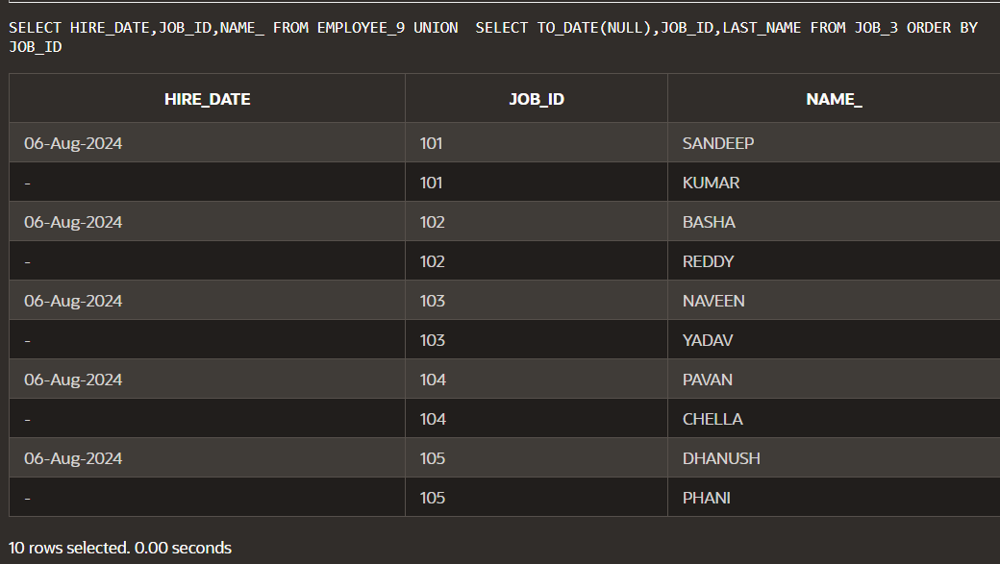 SELECT HIRE_DATE,JOB_ID,NAME_ FROM EMPLOYEE_9 UNION  SELECT TO_DATE(NULL),JOB_ID,LAST_NAME FROM JOB_3 ORDER BY
JOB_ID
HIRE_DATE JOB_ID NAME_
06-Aug-2024 101 SANDEEP
- 101 KUMAR
06-Aug-2024 102 BASHA
- 102 REDDY
06-Aug-2024 103 NAVEEN
- 103 YADAV
06-Aug-2024 104 PAVAN
- 104 CHELLA
06-Aug-2024 105 DHANUSH
- 105 PHANI
10 rows selected. 0.00 seconds